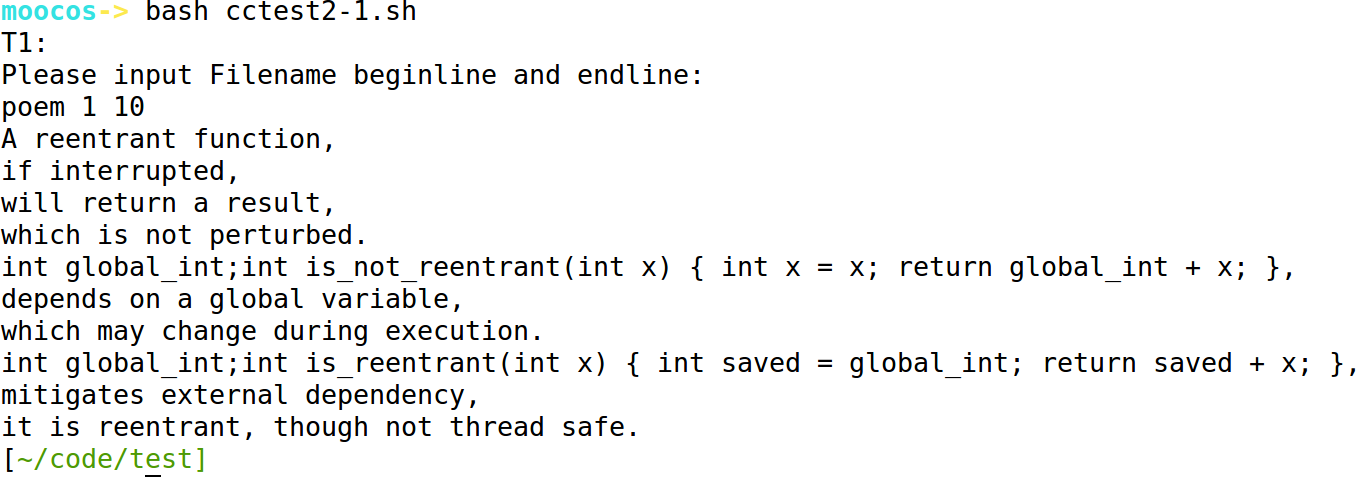 moocos-> bash cctest2-1.sh
T1:
Please input Filename beginline and endline:
poem 1 10
A reentrant function,
if interrupted,
will return a result,
which is not perturbed.
int global_int;int is_not_reentrant(int x) { int x = x; return global_int + x; },
depends on a global variable,
which may change during execution.
int global_int;int is_reentrant(int x) { int saved = global_int; return saved + x; },
mitigates external dependency,
it is reentrant, though not thread safe.
[~/code/test]